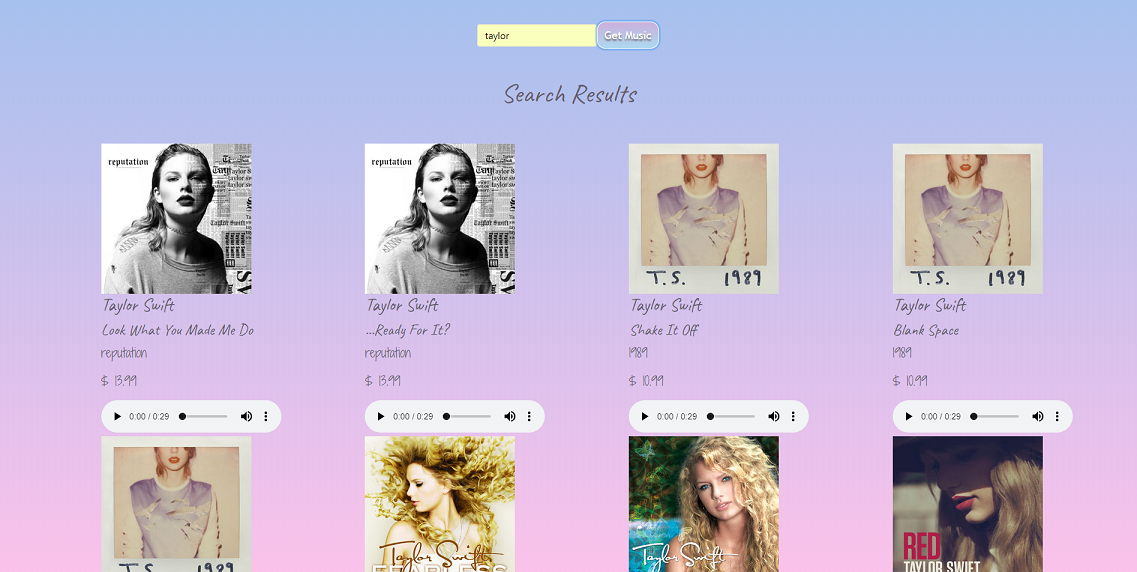 taylor Get Music
Search Results
reputation
reputation
T.S. 1989
T.S. 1989
Taylor Swift
Taylor Swift
Taylor Swift
Taylor Swift
Look What You Made Me Do
...Ready For It?
Shake It Off
Blank Space
reputation
reputation
1989
1989
$ 13.99
$ 13.99
$ 10.99
$ 10.99
0:00 / 0:29
0:00 / 0:29
0:00 / 0:29
0:00 / 0:29
T.S. 1989
Taylor Swift
FEARLESS
Taylor Swift
RED
TAYLOR SWIFT